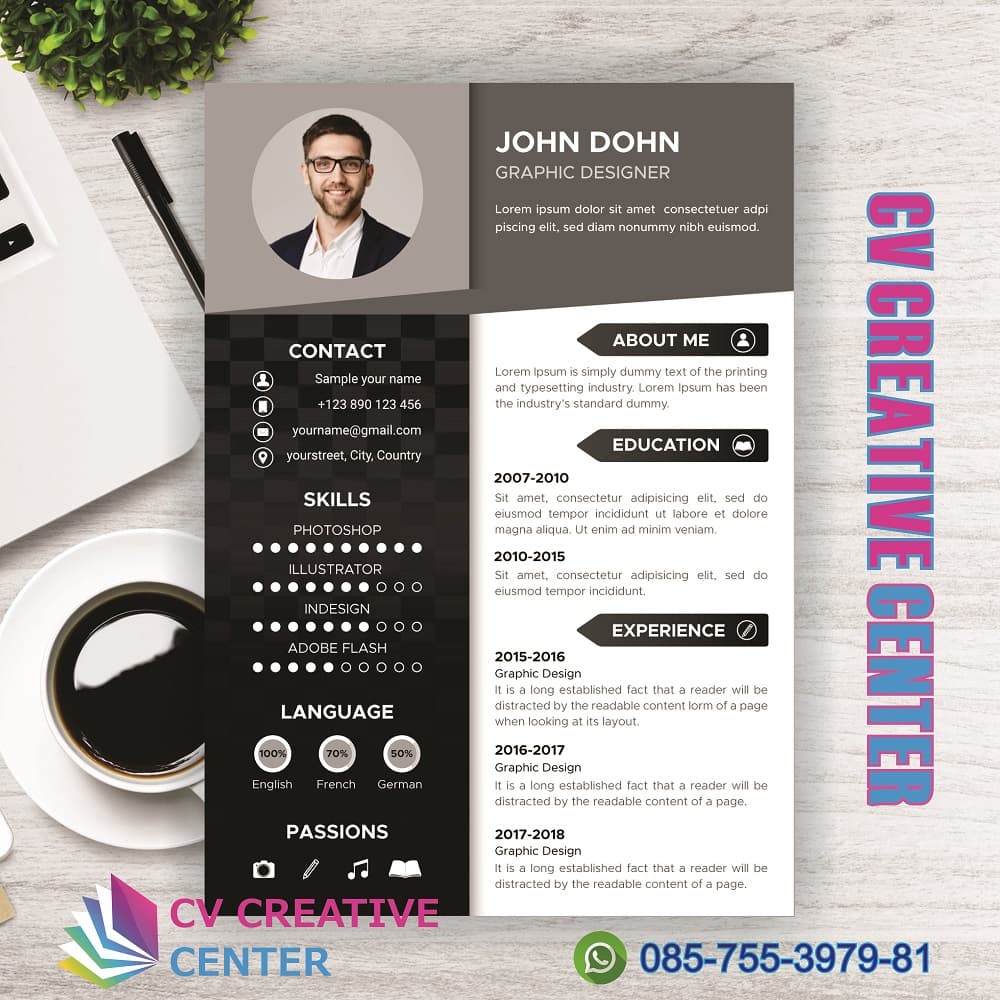 JOHN DOHN
GRAPHIC DESIGNER
Lorem ipsum dolor sit amet consectetuer adpi
piscing elit, sed diam nonummy nibh euismod.
CONTACT
Sample your name
+123 890 123 456
yourname@gmail.com
yourstreet, City, Country
SKILLS
PHOTOSHOP
ILLUSTRATOR
INDESIGN
ADOBE FLASH
LANGUAGE
100% 70% 50%
English French German
PASSIONS
ABOUT ME
Lorem Ipsum is simply dummy text of the printing
and typesetting industry. Lorem Ipsum has been
the industry's standard dummy.
EDUCATION
2007-2010
Sit amet, consectetur adipisicing elit, sed do
eiusmod tempor incididunt ut labore et dolore
magna aliqua. Ut enim ad minim veniam.
2010-2015
Sit amet, consectetur adipisicing elit, sed do
eiusmod tempor incididunt.
EXPERIENCE
2015-2016
Graphic Design
It is a long established fact that a reader will be
distracted by the readable content lorm of a page
when looking at its layout.
2016-2017
Graphic Design
It is a long established fact that a reader will be
distracted by the readable content of a page.
2017-2018
Graphic Design
It is a long established fact that a reader will be
distracted by the readable content of a page.
CV CREATIVE CENTER
CV CREATIVE
CENTER
085-755-3979-81